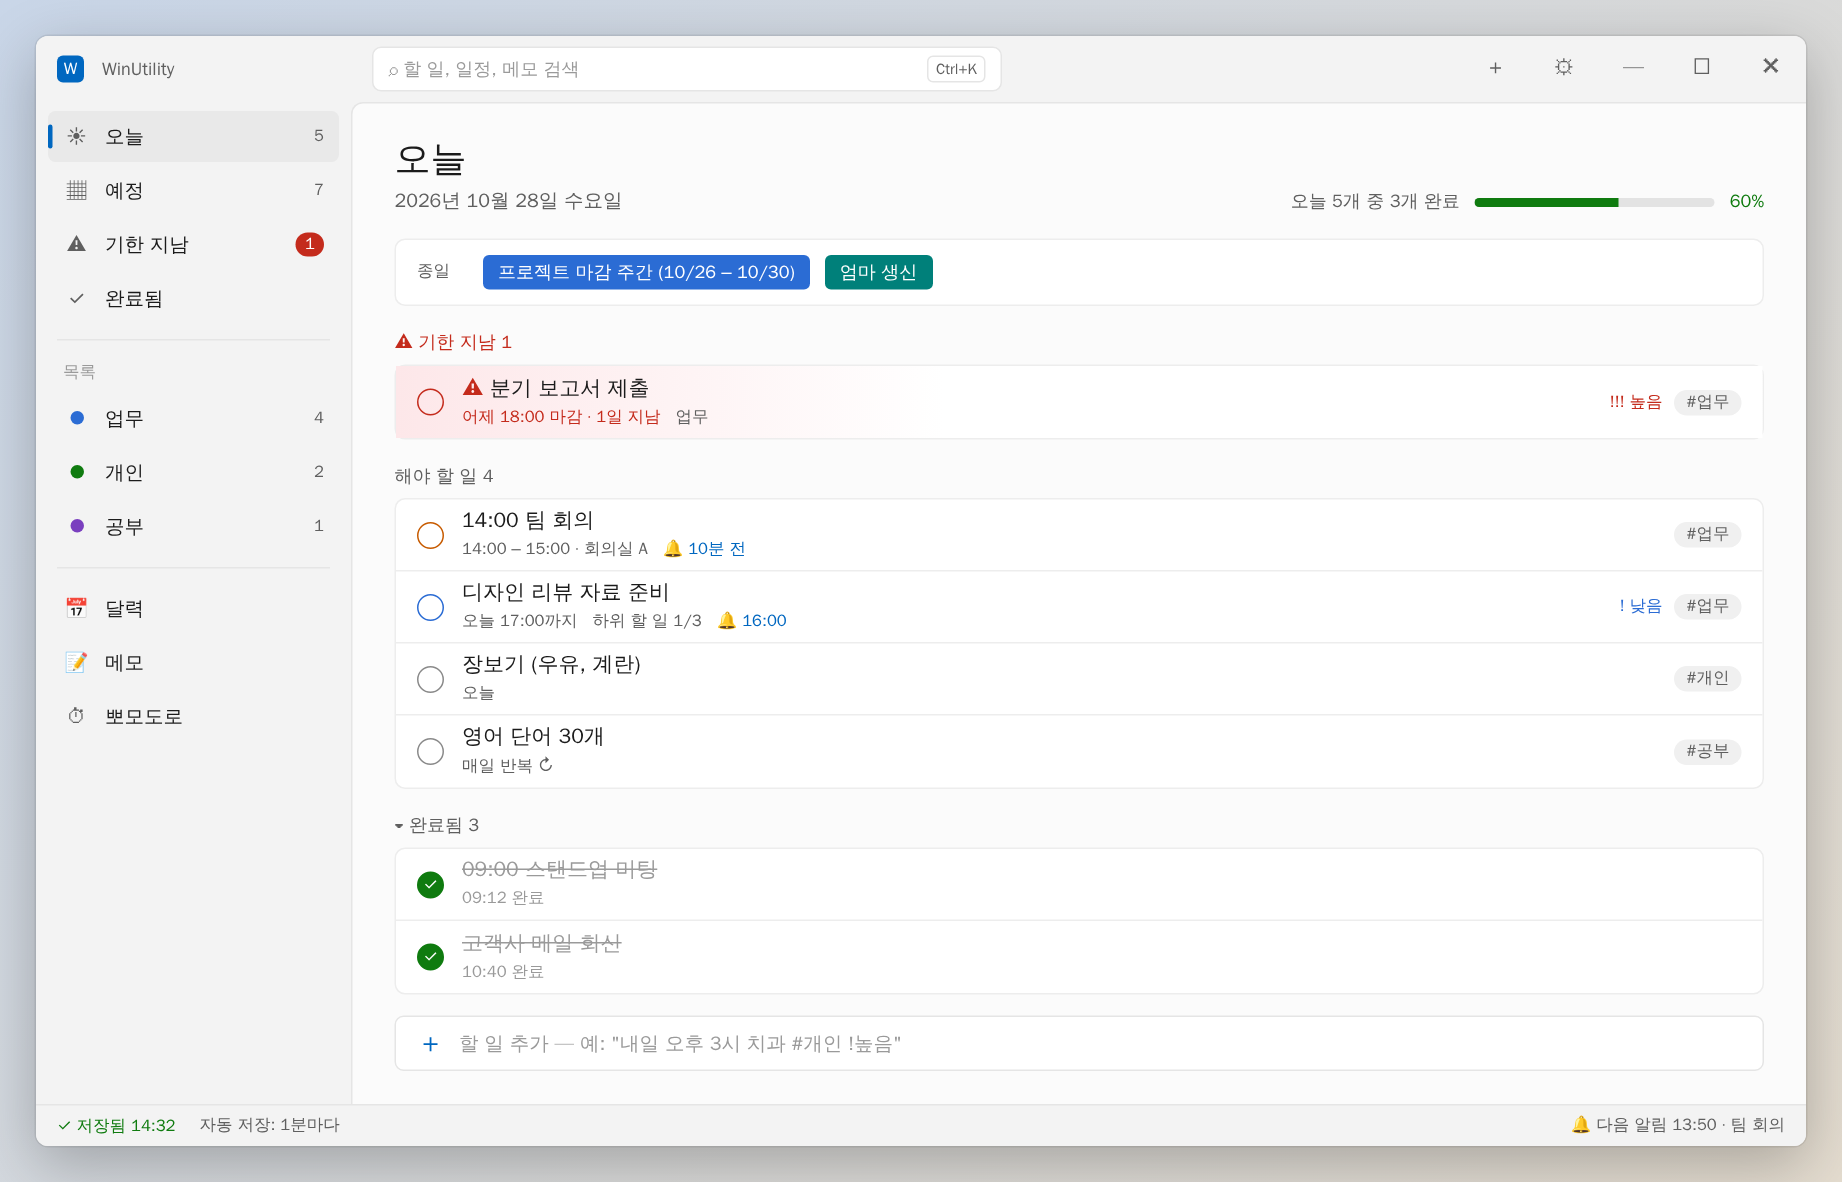 W WinUtility
할 일, 일정, 메모 검색 Ctrl+K
오늘 5
예정 7
기한 지남 1
완료됨
목록
업무 4
개인 2
공부 1
달력
메모
뽀모도로
오늘
2026년 10월 28일 수요일
오늘 5개 중 3개 완료 60%
종일 프로젝트 마감 주간 (10/26 – 10/30) 엄마 생신
기한 지남 1
분기 보고서 제출
어제 18:00 마감 · 1일 지남 업무
!!! 높음 #업무
해야 할 일 4
14:00 팀 회의
14:00 – 15:00 · 회의실 A 🔔 10분 전
#업무
디자인 리뷰 자료 준비
오늘 17:00까지 하위 할 일 1/3 🔔 16:00
! 낮음 #업무
장보기 (우유, 계란)
오늘
#개인
영어 단어 30개
매일 반복 ↻
#공부
완료됨 3
09:00 스탠드업 미팅
09:12 완료
고객사 메일 회신
10:40 완료
+ 할 일 추가 — 예: "내일 오후 3시 치과 #개인 !높음"
✓ 저장됨 14:32 자동 저장: 1분마다
🔔 다음 알림 13:50 · 팀 회의